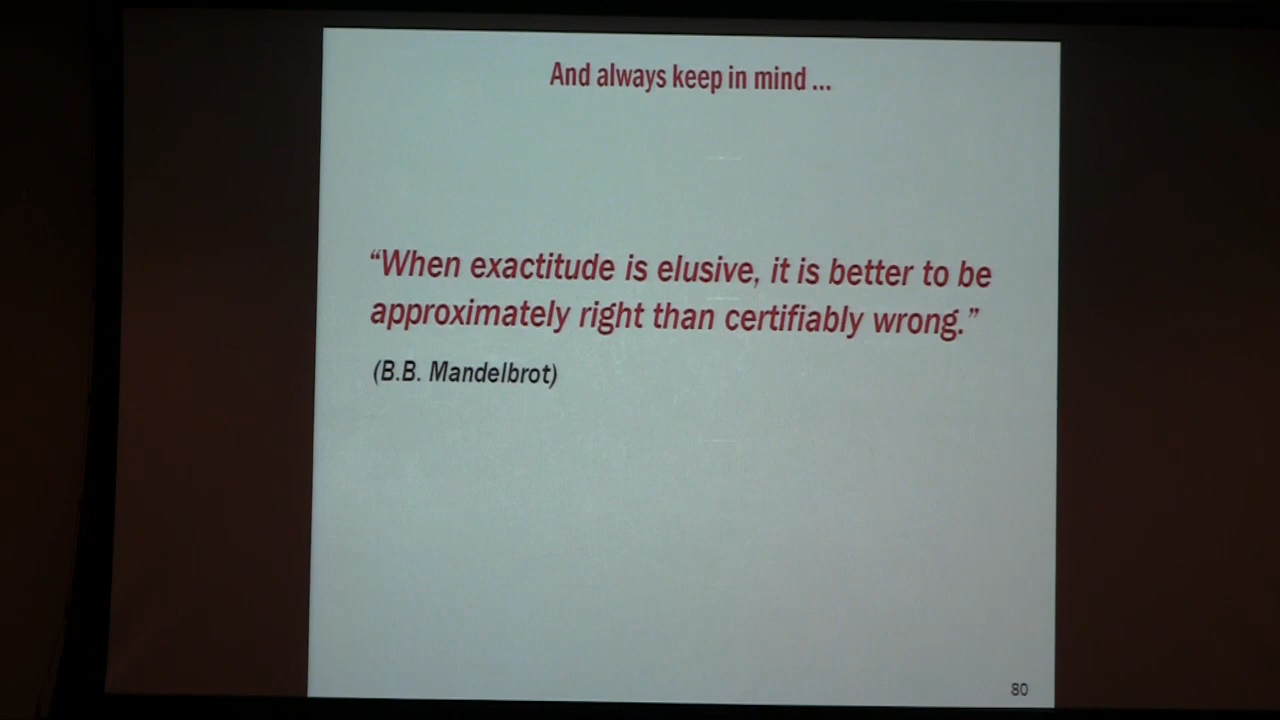 And always keep in mind ...
“When exactitude is elusive, it is better to be
approximately right than certifiably wrong.”
(B.B. Mandelbrot)
80